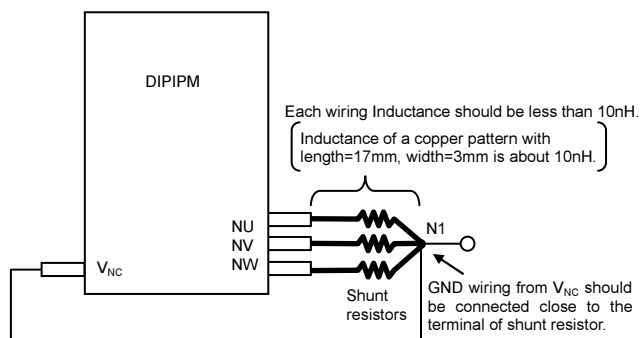 DIPIPM
Each wiring Inductance should be less than 10nH.
Inductance of a copper pattern with
length=17mm, width=3mm is about 10nH.
NU
NV
NW
N1
VNC
Shunt
resistors
GND wiring from VNC should
be connected close to the
terminal of shunt resistor.